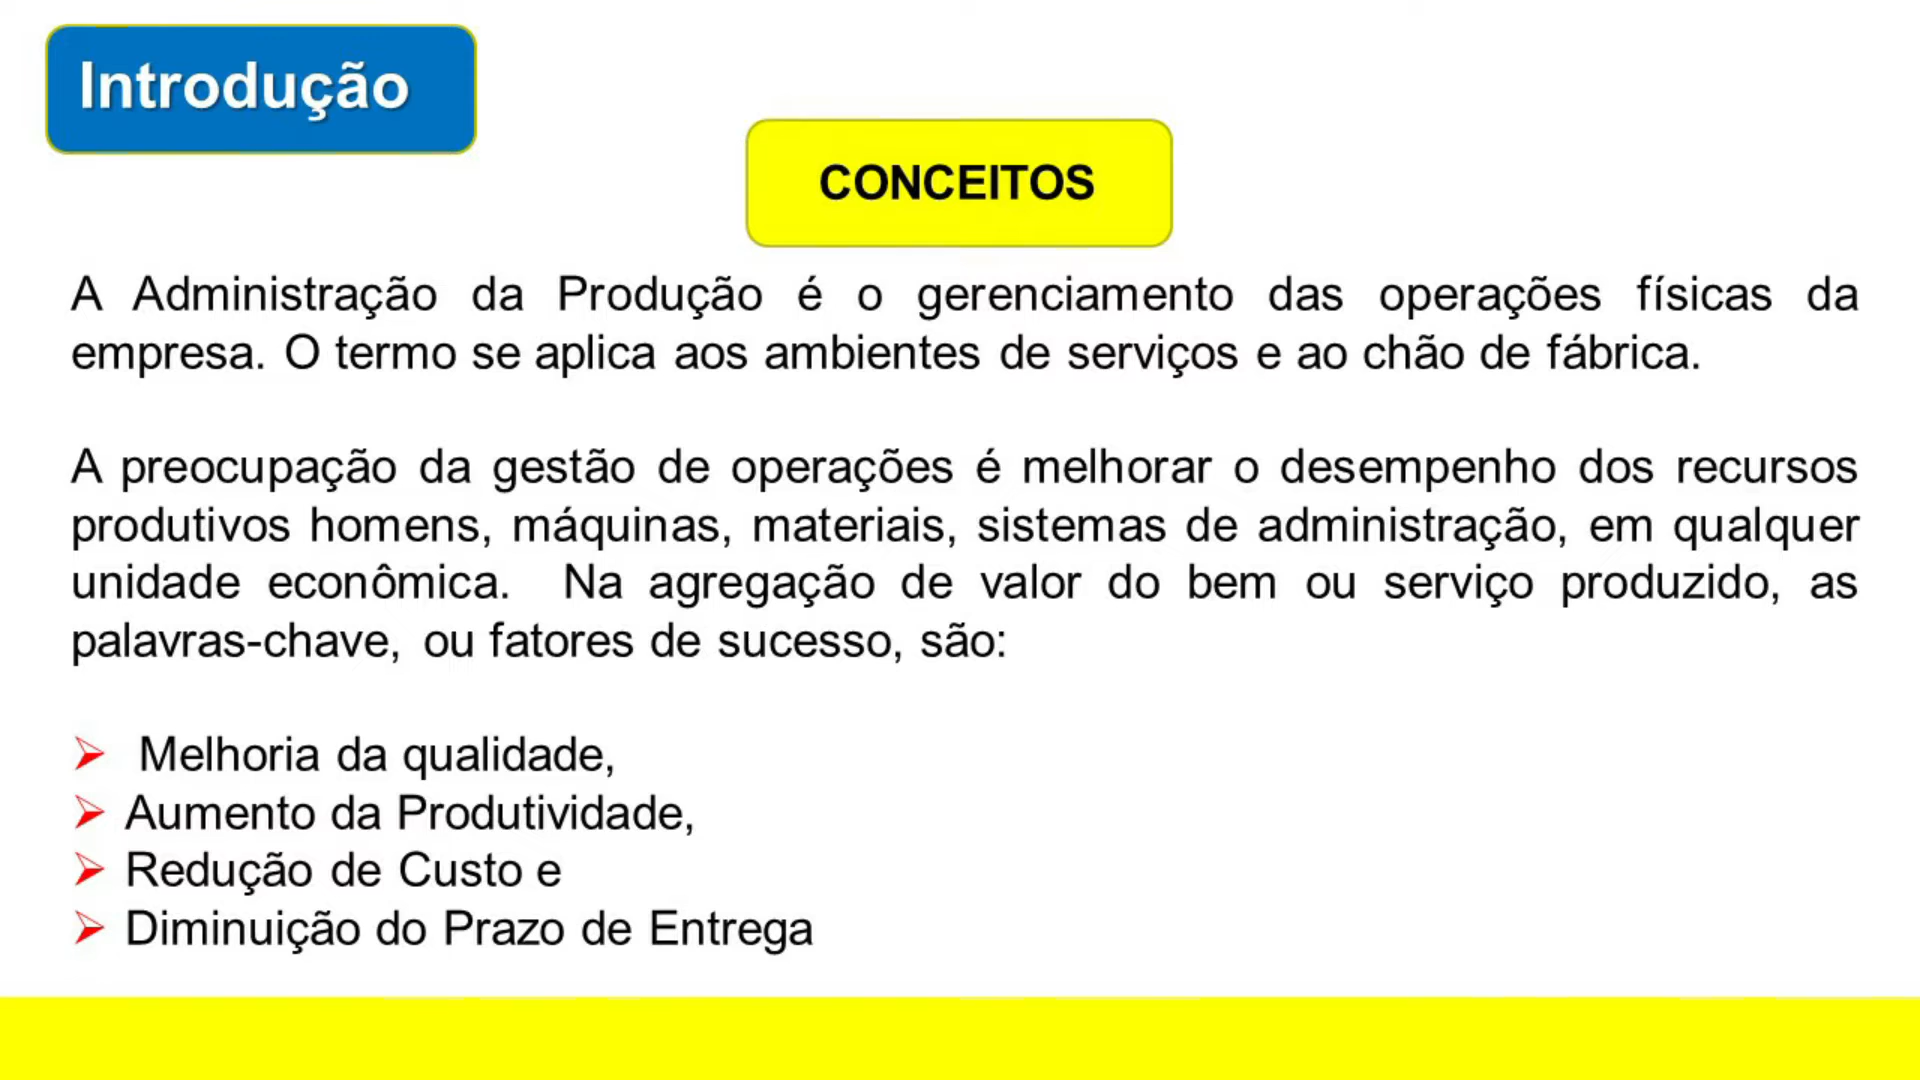 Introdução
CONCEITOS
A Administração da Produção é o gerenciamento das operações físicas da
empresa. O termo se aplica aos ambientes de serviços e ao chão de fábrica.
A preocupação da gestão de operações é melhorar o desempenho dos recursos
produtivos homens, máquinas, materiais, sistemas de administração, em qualquer
unidade econômica. Na agregação de valor do bem ou serviço produzido, as
palavras-chave, ou fatores de sucesso, são:
Melhoria da qualidade,
Aumento da Produtividade,
Redução de Custo e
Diminuição do Prazo de Entrega